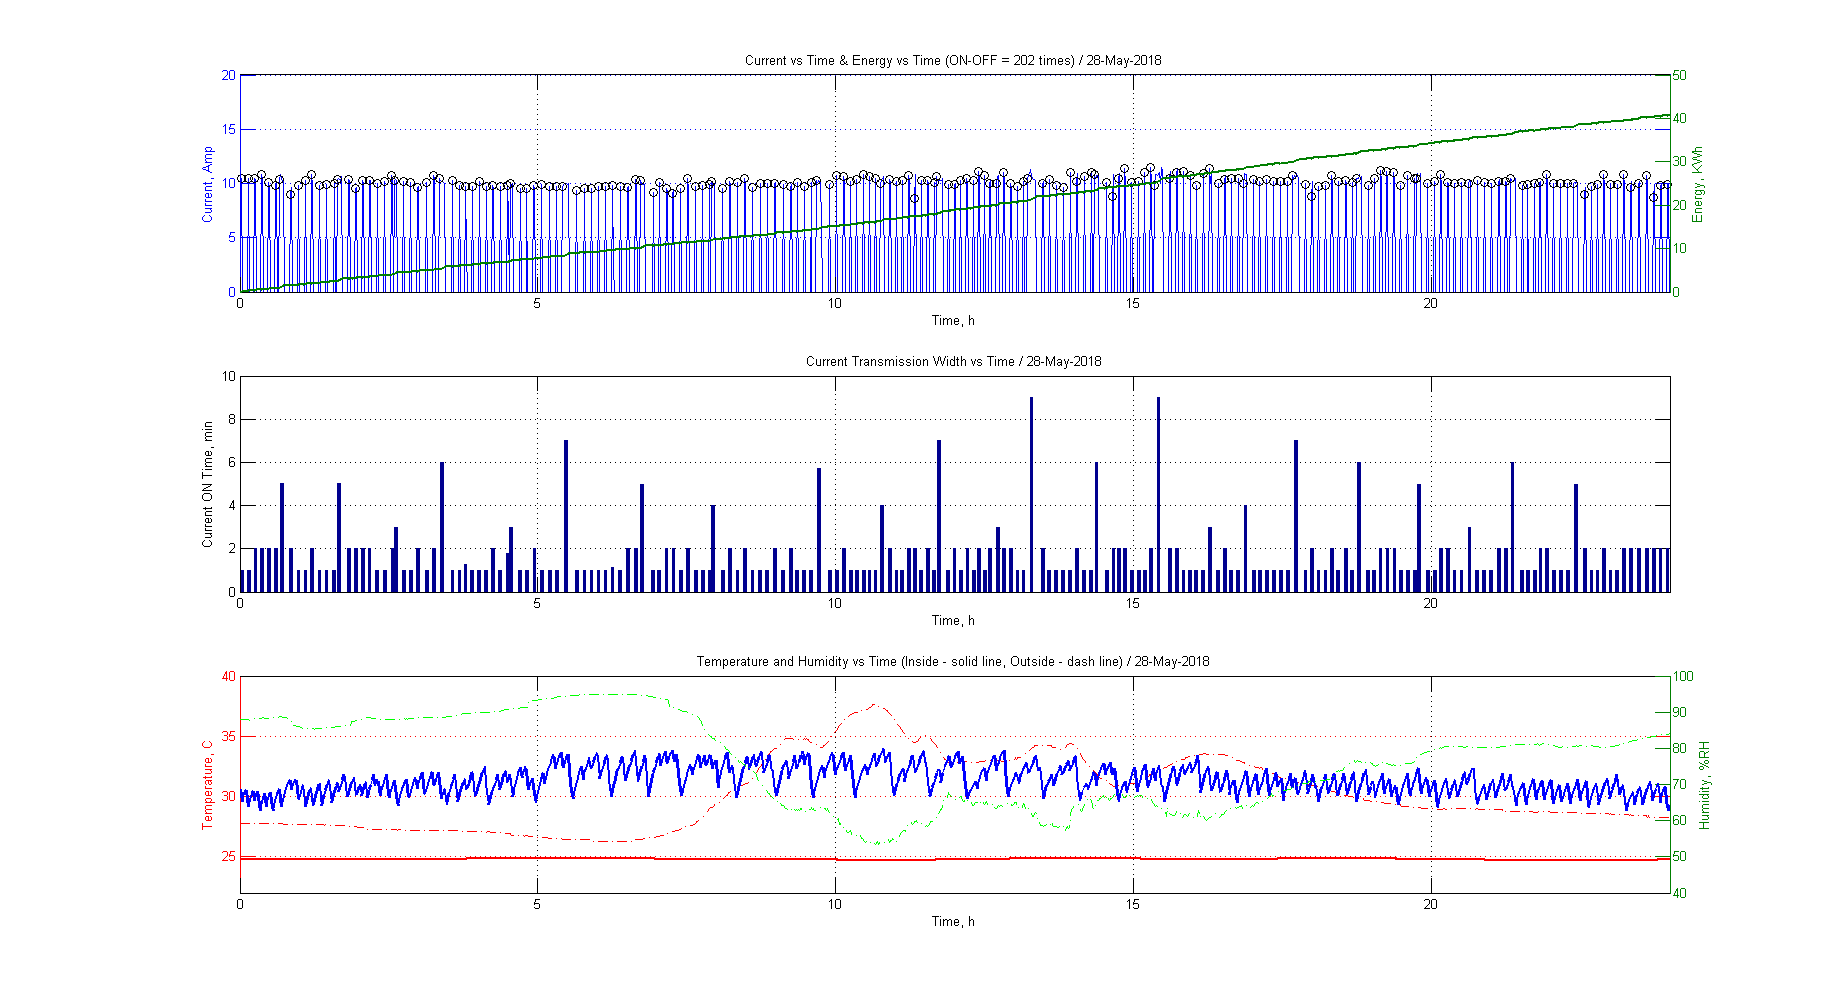 Current vs Time & Energy vs Time (ON-OFF = 202 times) / 28-May-2018
20
15
10
5
0
Current, Amp
50
40
30
20
10
0
Energy, KWh
0 5 10 15 20
Time, h
Current Transmission Width vs Time / 28-May-2018
10
8
6
4
2
0
Current ON Time, min
0 5 10 15 20
Time, h
Temperature and Humidity vs Time (Inside - solid line, Outside - dash line) / 28-May-2018
40
35
30
25
Temperature, C
100
90
80
70
60
50
40
Humidity, %RH
0 5 10 15 20
Time, h